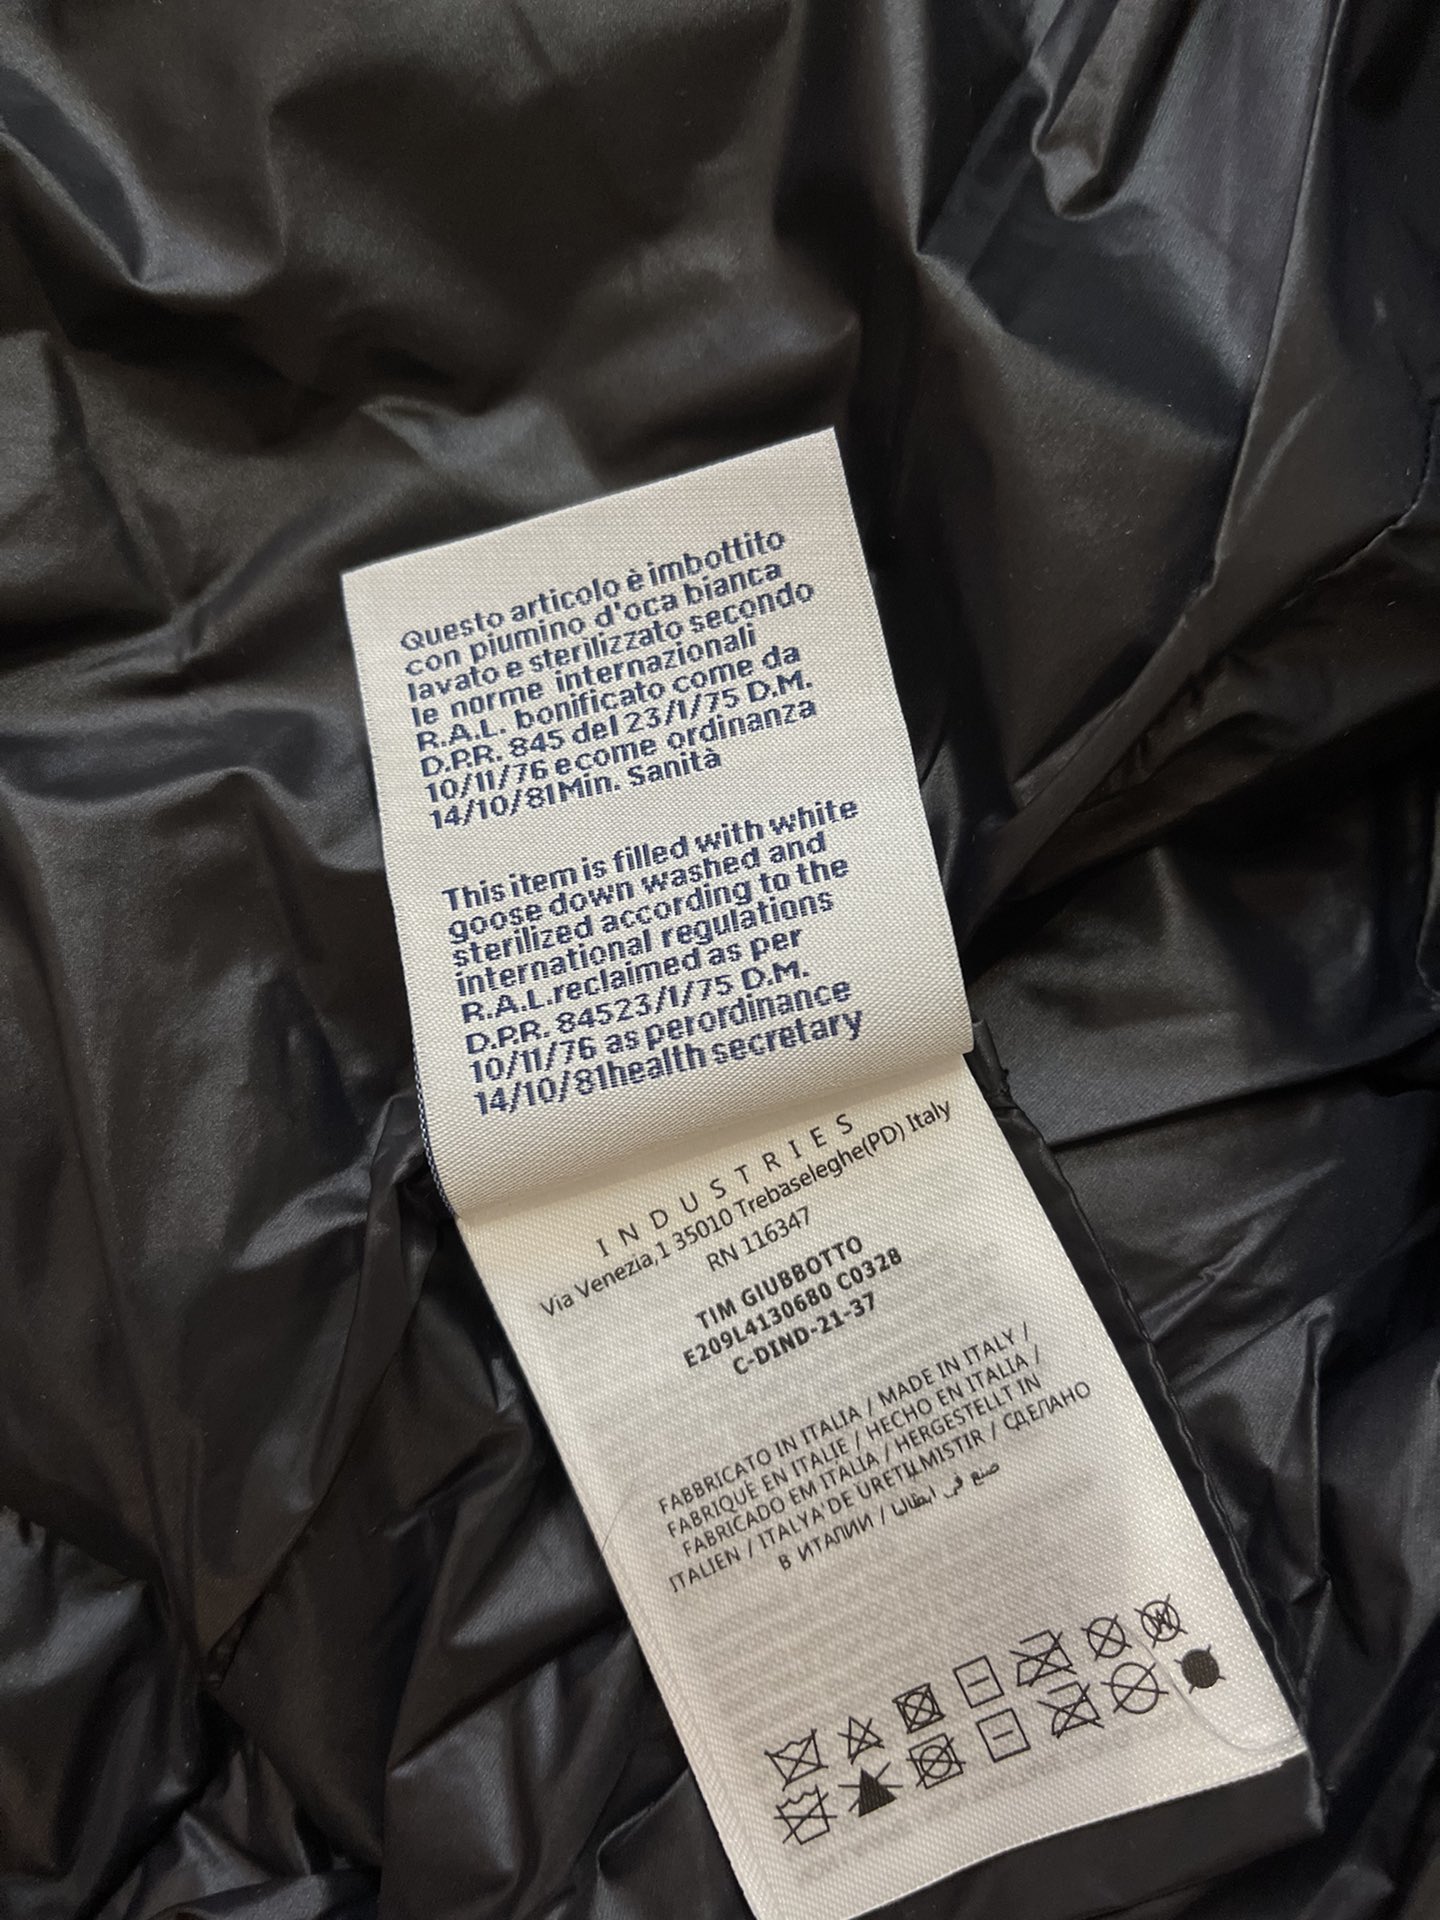 Questo articolo è imbottito
con piumino d'oca bianca
lavato e sterilizzato secondo
le norme internazionali
R.A.L. bonificato come da
D.P.R. 845 del 23/1/75 D.M.
10/11/76 e come ordinanza
14/10/81Min. Sanità
This item is filled with white
goose down washed and
sterilized according to the
international regulations
R.A.L.reclaimed as per
D.P.R. 84523/1/75 D.M.
10/11/76 as perordinance
14/10/81health secretary
INDUSTRIES
Via Venezia,1 35010 Trebaseleghe(PD) Italy
RN 116347
TIM GIUBBOTTO
E209L4130680 C0328
C-DIND-21-37
FABBRICATO IN ITALIA / MADE IN ITALY /
FABRIQUÉ EN ITALIE / HECHO EN ITALIA /
FABRICADO EM ITALIA / HERGESTELLT IN
ITALIEN / ITALYA'DE URETİLMISTIR / СДЕЛАНО
В ИТАЛИИ / صنع في ايطاليا
W